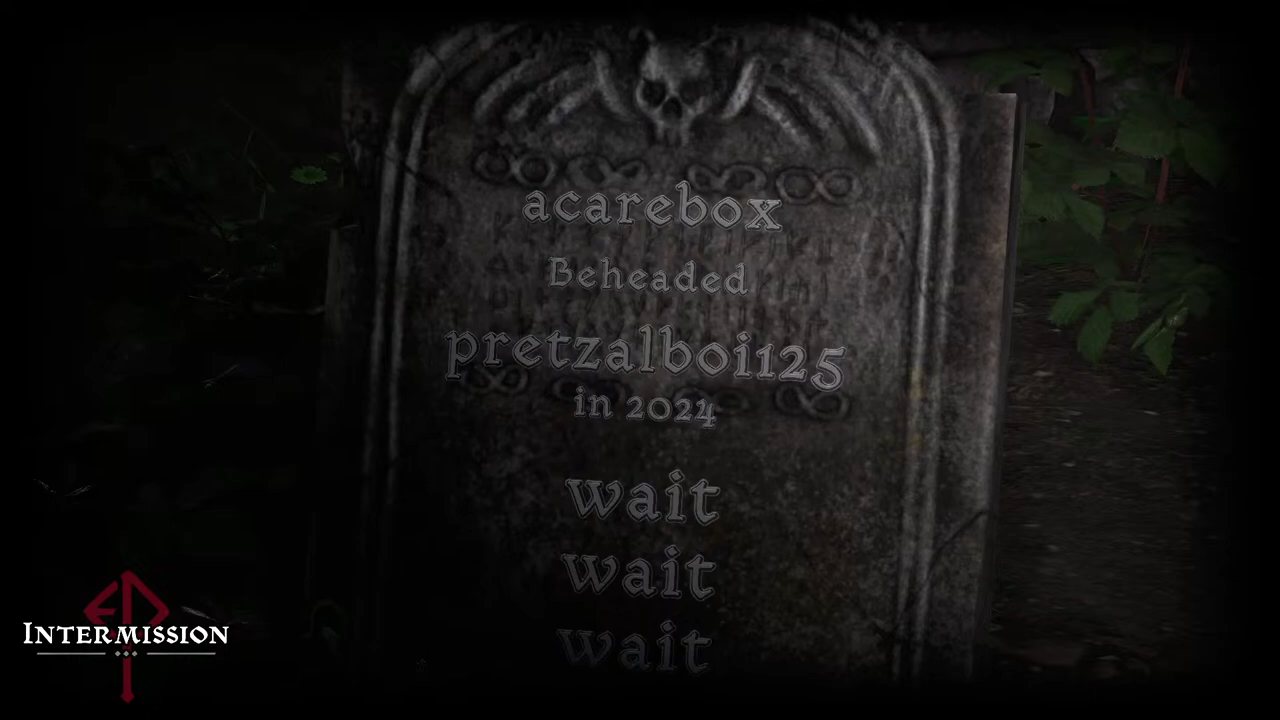 acarebox
Beheaded
pretzalboi125
in 2024
wait
wait
wait
INTERMISSION